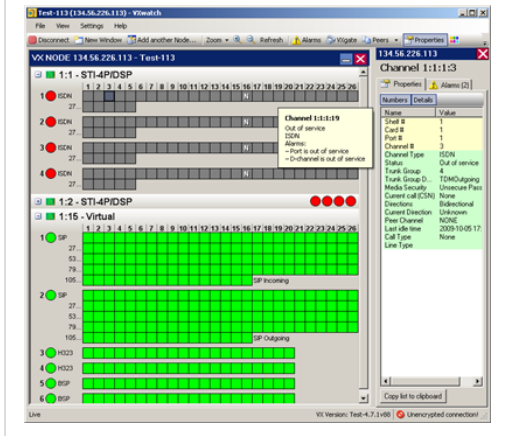 Test-113 (134.56.226.113) - VXwatch
File View Settings Help
Disconnect New Window Add another Node... Zoom Refresh Alarms VXgate Peers Properties
VX NODE 134.56.226.113 - Test-113
1:1 - STI-4P/DSP
1 2 3 4 5 6 7 8 9 10 11 12 13 14 15 16 17 18 19 20 21 22 23 24 25 26
1 ISDN N
27...
2 ISDN
27...
3 ISDN N
27...
4 ISDN N
27...
Channel 1:1:1:19
Out of service
ISDN
Alarms:
- Port is out of service
- D-channel is out of service
1:2 - STI-4P/DSP
1:15 - Virtual
1 2 3 4 5 6 7 8 9 10 11 12 13 14 15 16 17 18 19 20 21 22 23 24 25 26
1 SIP
27...
53...
79...
105... SIP Incoming
2 SIP
27...
53...
79...
105... SIP Outgoing
3 H323
4 H323
5 BSP
6 BSP
134.56.226.113
Channel 1:1:1:3
Properties Alarms (2)
Numbers Details
Name Value
Shelf # 1
Card # 1
Port # 1
Channel # 3
Channel Type ISDN
Status Out of service
Trunk Group 4
Trunk Group D... TDMOutgoing
Media Security Unsecure Pass
Current call (CSN) None
Directions Bidirectional
Current Direction Unknown
Peer Channel NONE
Last idle time 2009-10-05 17:
Call Type None
Line Type
Copy list to clipboard
Live VX Version: Test-4.7.1v00 Unencrypted connection!